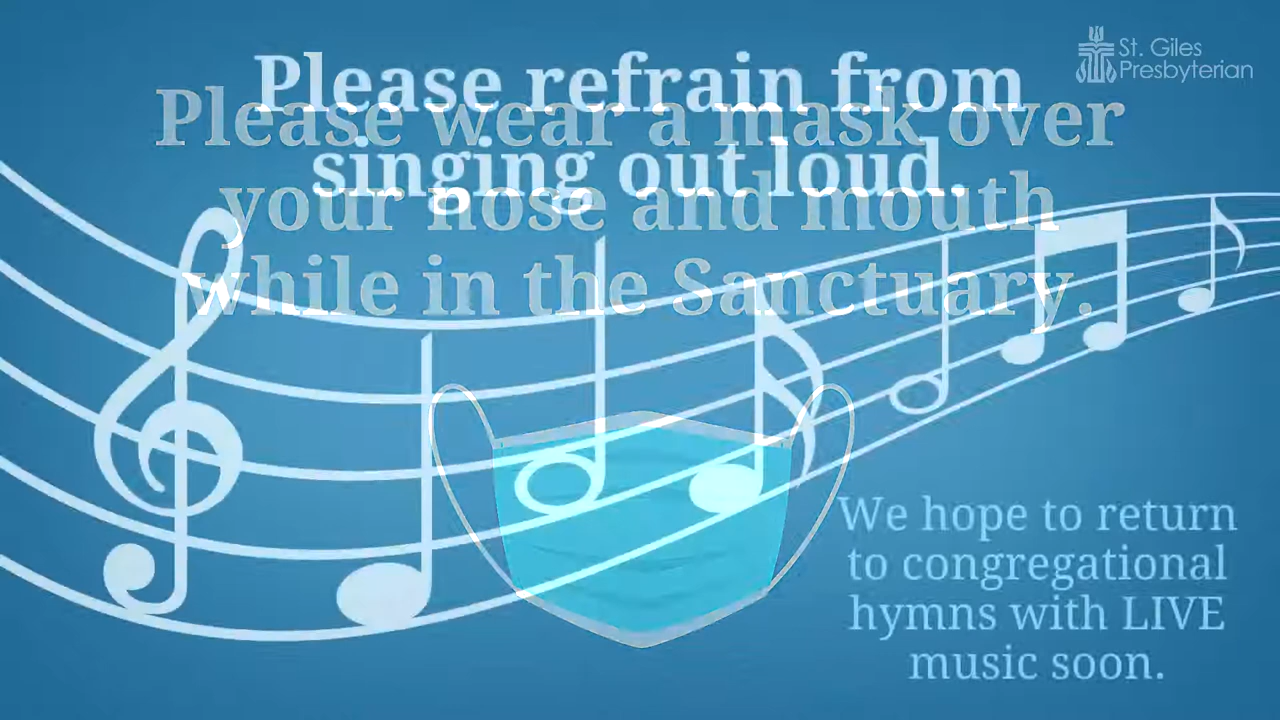 St. Giles
Presbyterian
Please refrain from
singing out loud.
Please wear a mask over
your nose and mouth
while in the Sanctuary.
We hope to return
to congregational
hymns with LIVE
music soon.